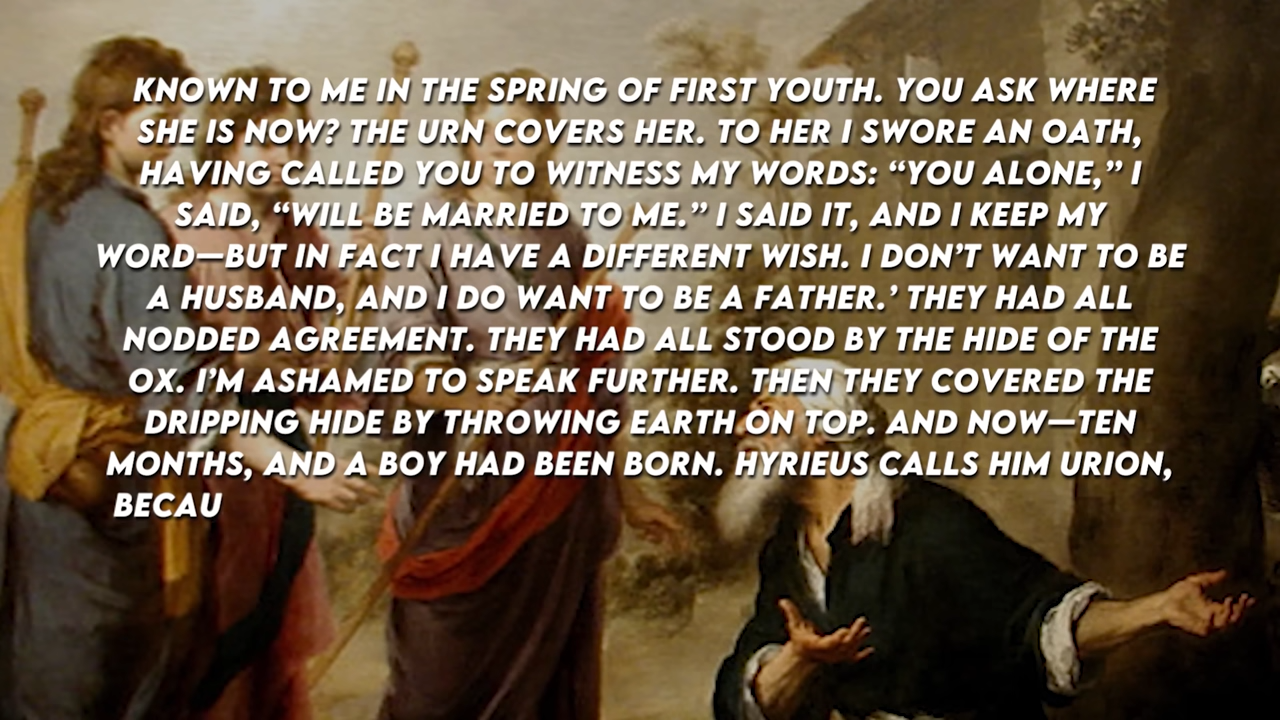 KNOWN TO ME IN THE SPRING OF FIRST YOUTH. YOU ASK WHERE
SHE IS NOW? THE URN COVERS HER. TO HER I SWORE AN OATH,
HAVING CALLED YOU TO WITNESS MY WORDS: “YOU ALONE,” I
SAID, “WILL BE MARRIED TO ME.” I SAID IT, AND I KEEP MY
WORD—BUT IN FACT I HAVE A DIFFERENT WISH. I DON’T WANT TO BE
A HUSBAND, AND I DO WANT TO BE A FATHER.’ THEY HAD ALL
NODDED AGREEMENT. THEY HAD ALL STOOD BY THE HIDE OF THE
OX. I’M ASHAMED TO SPEAK FURTHER. THEN THEY COVERED THE
DRIPPING HIDE BY THROWING EARTH ON TOP. AND NOW—TEN
MONTHS, AND A BOY HAD BEEN BORN. HYRIEUS CALLS HIM URION,
BECAU